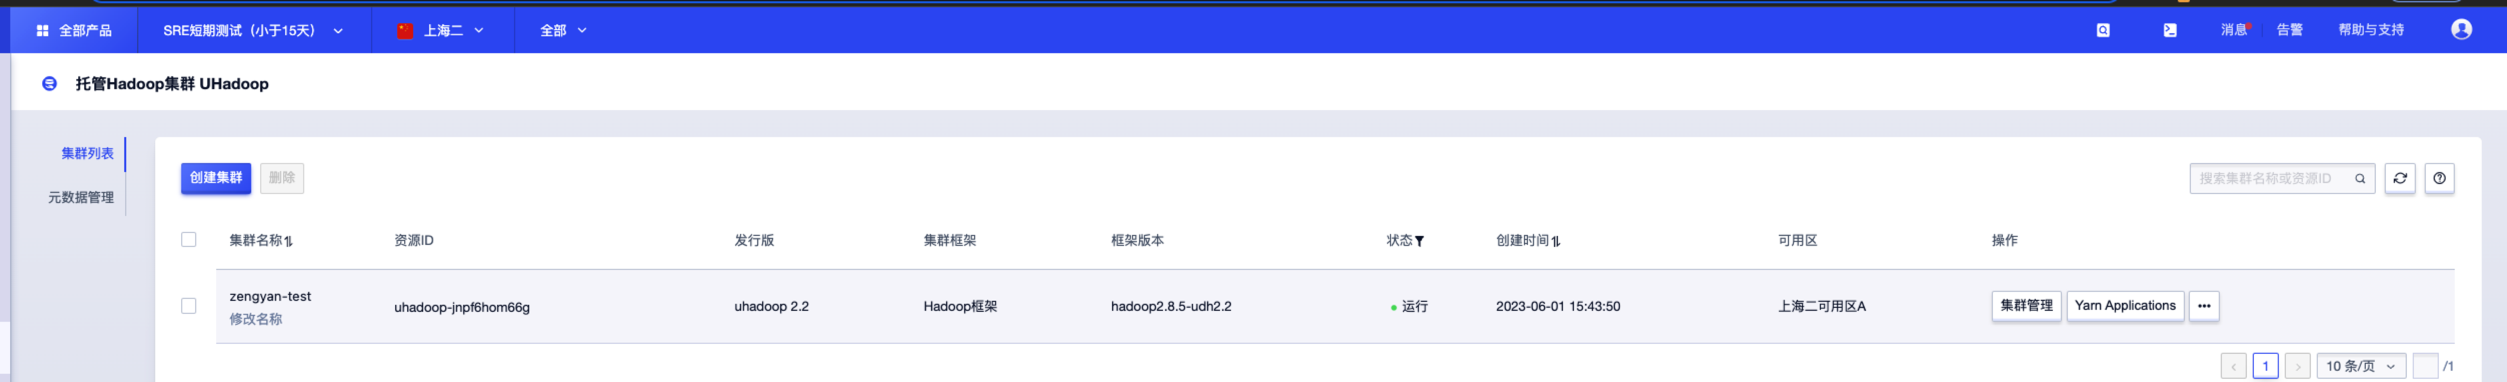 全部产品 SRE短期测试（小于15天） 上海二 全部 消息 告警 帮助与支持
托管Hadoop集群 UHadoop
集群列表
元数据管理
创建集群 删除 搜索集群名称或资源ID
集群名称 资源ID 发行版 集群框架 框架版本 状态 创建时间 可用区 操作
zengyan-test
修改名称
uhadoop-jnpf6hom66g uhadoop 2.2 Hadoop框架 hadoop2.8.5-udh2.2 运行 2023-06-01 15:43:50 上海二可用区A 集群管理 Yarn Applications ···
1 10 条/页 /1